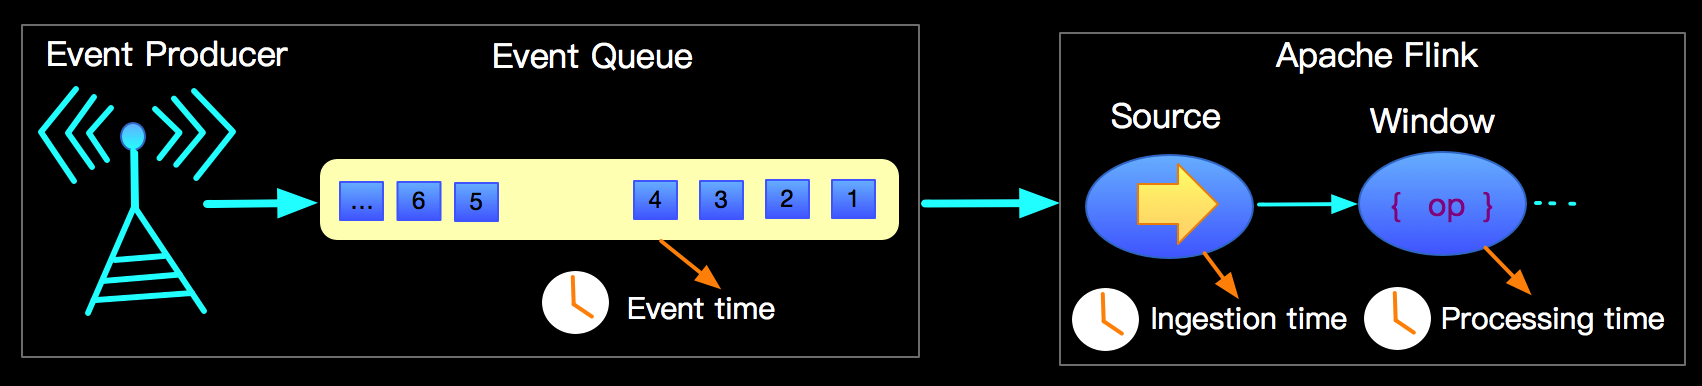 Event Producer
Event Queue
... 6 5 4 3 2 1
Event time
Apache Flink
Source
Window
{ op }
Ingestion time
Processing time